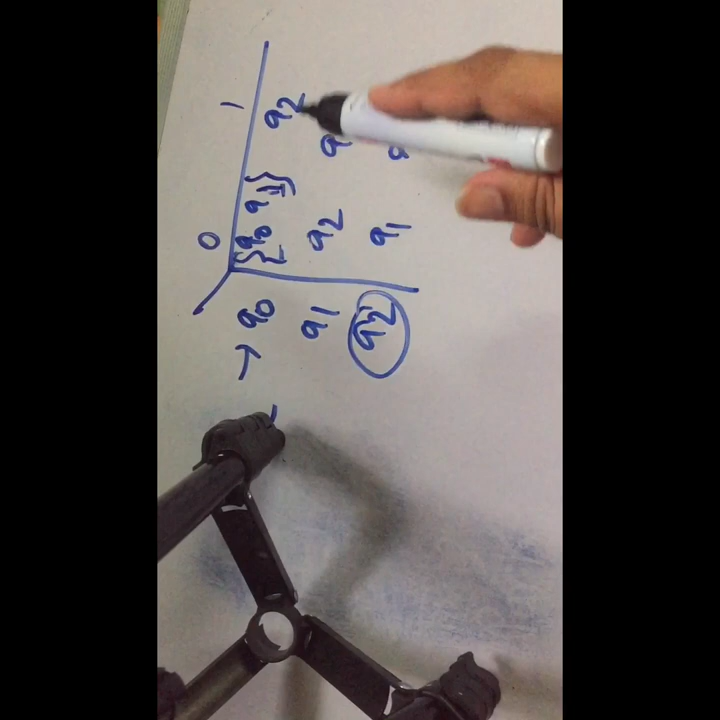 0 1
→ q0 {q0 q1} q2
q1 q2 q
q2 q1